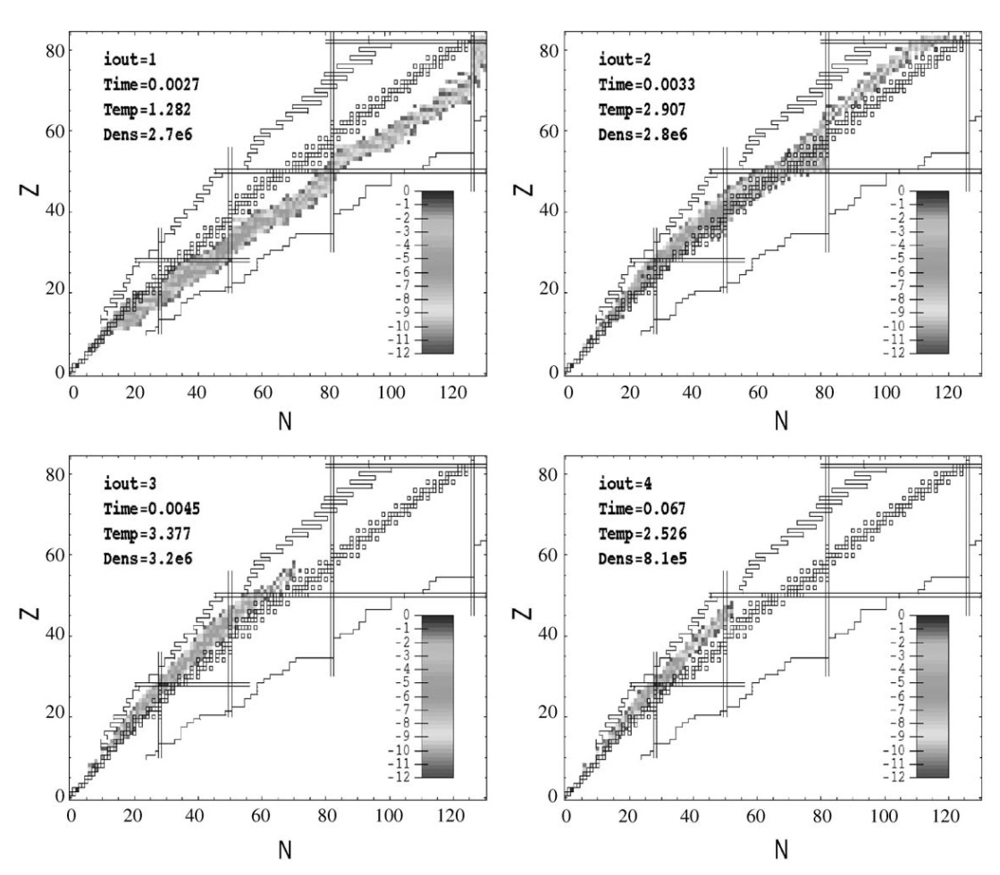 iout=1
Time=0.0027
Temp=1.282
Dens=2.7e6
80
60
40
20
0
0 20 40 60 80 100 120
Z
N
0
-1
-2
-3
-4
-5
-6
-7
-8
-9
-10
-11
-12
iout=2
Time=0.0033
Temp=2.907
Dens=2.8e6
80
60
40
20
0
0 20 40 60 80 100 120
Z
N
0
-1
-2
-3
-4
-5
-6
-7
-8
-9
-10
-11
-12
iout=3
Time=0.0045
Temp=3.377
Dens=3.2e6
80
60
40
20
0
0 20 40 60 80 100 120
Z
N
0
-1
-2
-3
-4
-5
-6
-7
-8
-9
-10
-11
-12
iout=4
Time=0.067
Temp=2.526
Dens=8.1e5
80
60
40
20
0
0 20 40 60 80 100 120
Z
N
0
-1
-2
-3
-4
-5
-6
-7
-8
-9
-10
-11
-12